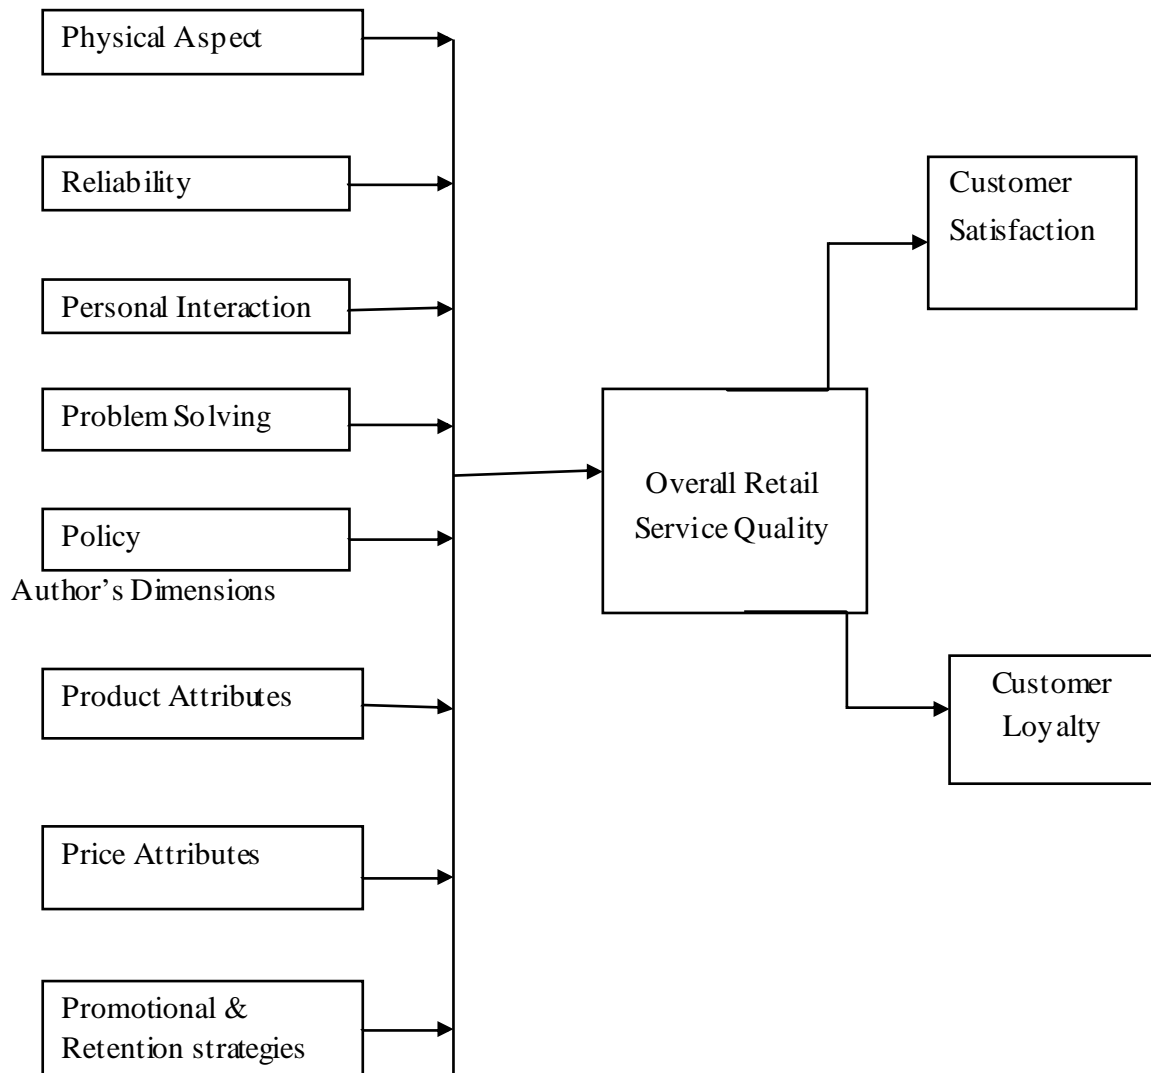 Physical Aspect
Reliability
Personal Interaction
Problem Solving
Policy
Author’s Dimensions
Product Attributes
Price Attributes
Promotional &
Retention strategies
Overall Retail
Service Quality
Customer
Satisfaction
Customer
Loyalty